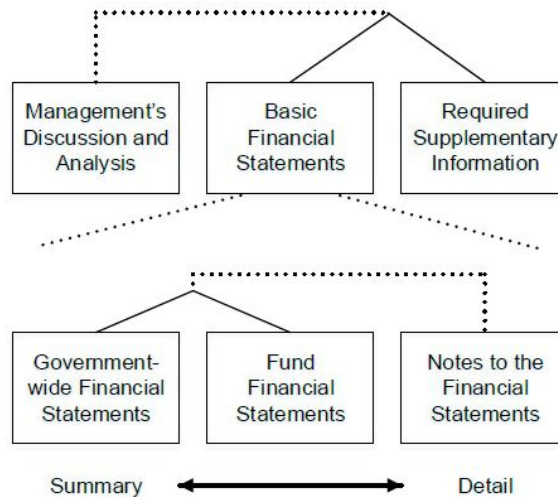 Management's
Discussion and
Analysis
Basic
Financial
Statements
Required
Supplementary
Information
Government-
wide Financial
Statements
Fund
Financial
Statements
Notes to the
Financial
Statements
Summary
Detail